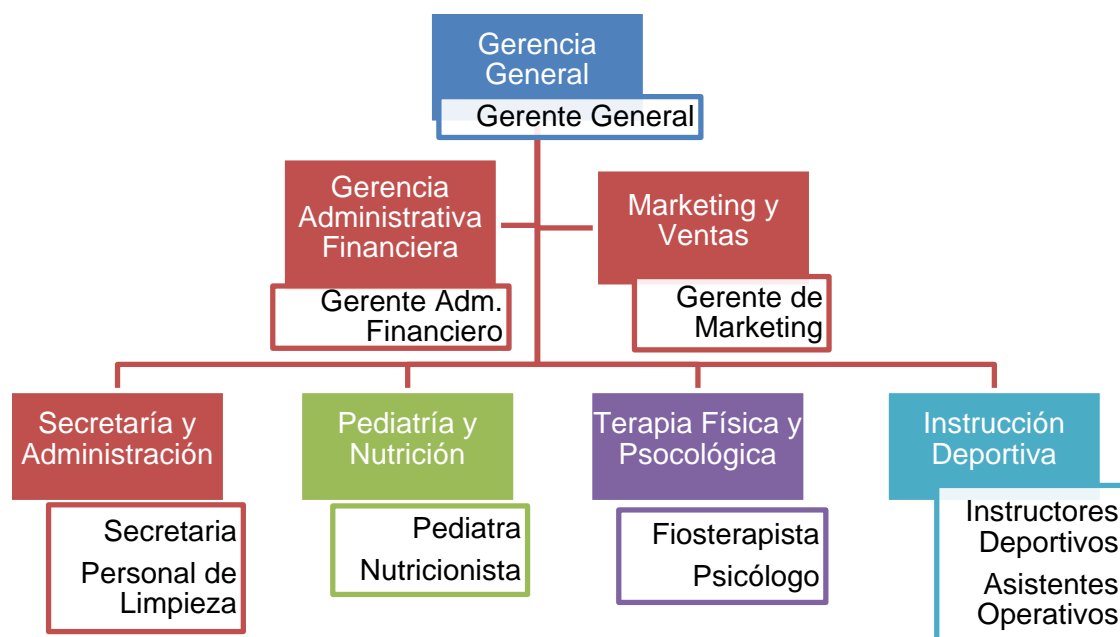 Gerencia
General
Gerente General
Gerencia
Administrativa
Financiera
Gerente Adm.
Financiero
Marketing y
Ventas
Gerente de
Marketing
Secretaría y
Administración
Secretaria
Personal de
Limpieza
Pediatría y
Nutrición
Pediatra
Nutricionista
Terapia Física y
Psocológica
Fiosterapista
Psicólogo
Instrucción
Deportiva
Instructores
Deportivos
Asistentes
Operativos